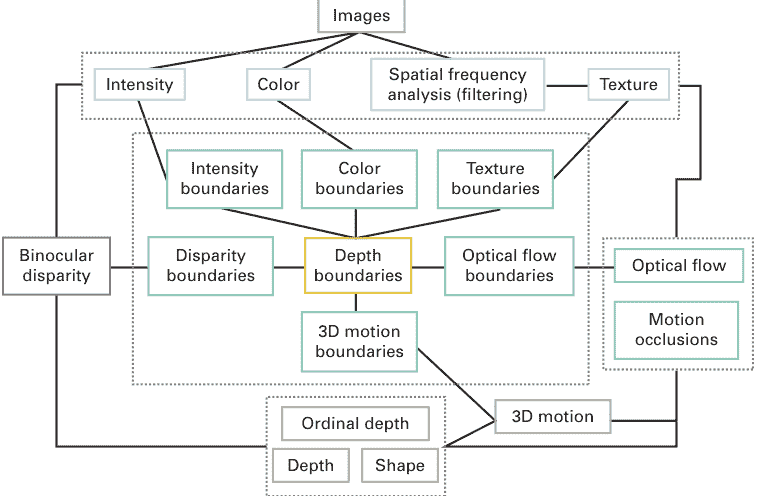 Images
Intensity
Color
Spatial frequency
analysis (filtering)
Texture
Intensity
boundaries
Color
boundaries
Texture
boundaries
Binocular
disparity
Disparity
boundaries
Depth
boundaries
Optical flow
boundaries
Optical flow
3D motion
boundaries
Motion
occlusions
Ordinal depth
3D motion
Depth
Shape